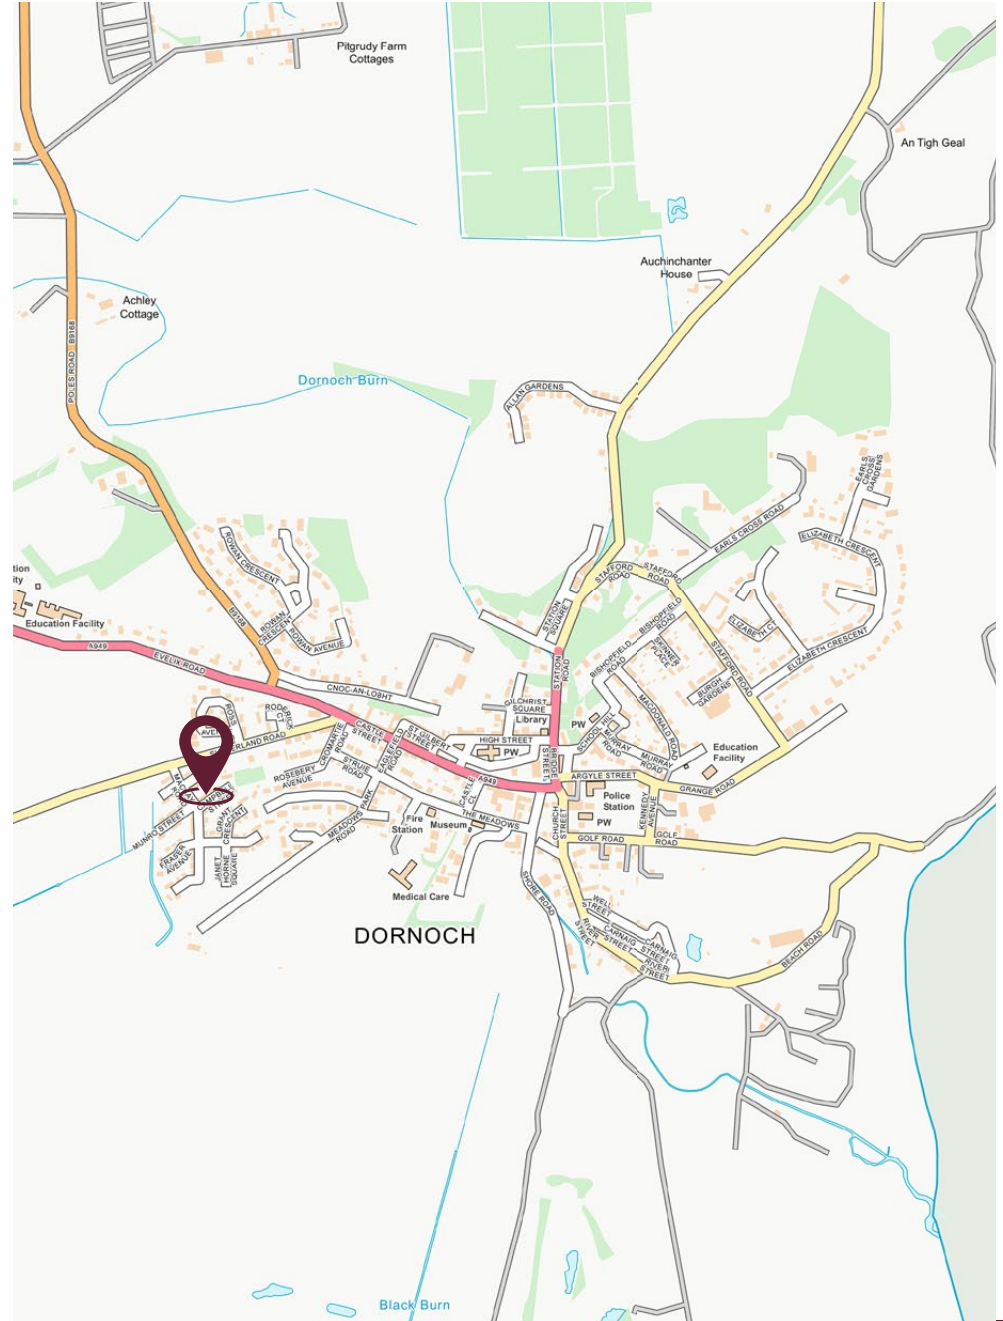 Pitgrudy Farm
Cottages
An Tigh Geal
Auchinchanter
House
Achley
Cottage
POLES ROAD B9168
Dornoch Burn
ALLAN GARDENS
EARLS
CROSS
GARDENS
EARLS CROSS ROAD
ELIZABETH CRESCENT
ROWAN CRESCENT
STAFFORD
ROAD
STAFFORD
ROAD
Education Facility
B9168
ROWAN
CRESCENT
ROWAN AVENUE
STATION
SQUARE
BISHOPFIELD
ROAD
BISHOPFIELD
ROAD
SKINNER
PLACE
ELIZABETH CT
ELIZABETH CRESCENT
STAFFORD ROAD
A949
EVELIX ROAD
STATION
ROAD
CNOC-AN-LOBHT
BURGH
GARDENS
MACDONALD ROAD
ROSS
RODERICK
CT
GILCHRIST
SQUARE
Library
PW
SCHOOL HILL
MURRAY
ROAD
MURRAY
ROAD
CASTLE
STREET
ST GILBERT
STREET
HIGH STREET
PW
BRIDGE
STREET
Education
Facility
CROMARTIE
ROAD
EAGLEFIELD
ROAD
STRUIE
ROAD
ROSEBERY
AVENUE
A949
CASTLE
CL
ARGYLE STREET
GRANGE ROAD
MEADOWS PARK
ROAD
Police
Station
PW
KENNEDY
AVENUE
Fire
Station
Museum
THE MEADOWS
CHURCH
STREET
GOLF ROAD
GOLF
ROAD
MUNRO STREET
GRANT
CRESCENT
FRASER
AVENUE
JANET
HORNE
SQUARE
Medical Care
SHORE ROAD
WELL
STREET
CARNAIG
STREET
CARNAIG
STREET
RIVER
STREET
RIVER
STREET
BEACH ROAD
DORNOCH
Black Burn